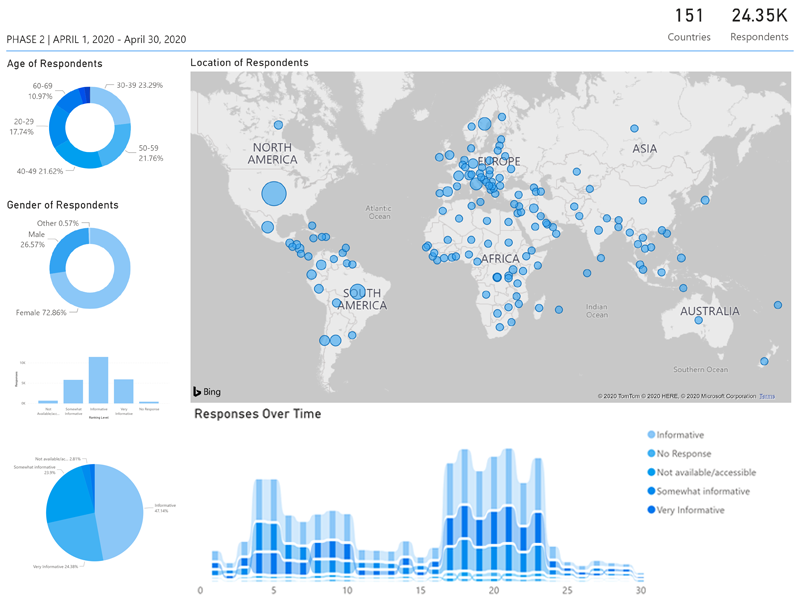 151
24.35K
Countries
Respondents
PHASE 2 | APRIL 1, 2020 - April 30, 2020
Age of Respondents
60-69
10.97%
30-39 23.29%
20-29
17.74%
50-59
21.76%
40-49 21.62%
Gender of Respondents
Other 0.57%
Male
26.57%
Female 72.86%
Responses
Not
Available/ac...
Somewhat
Informative
Informative
Very
Informative
No Response
Ranking Level
Not available/ac... 2.81%
Somewhat informative
23.9%
Informative
47.14%
Very Informative 24.38%
Location of Respondents
NORTH
AMERICA
EUROPE
ASIA
Atlantic
Ocean
AFRICA
SOUTH
AMERICA
Indian
Ocean
AUSTRALIA
Southern Ocean
Bing
© 2020 TomTom © 2020 HERE, © 2020 Microsoft Corporation Terms
Responses Over Time
Informative
No Response
Not available/accessible
Somewhat informative
Very Informative
0 5 10 15 20 25 30